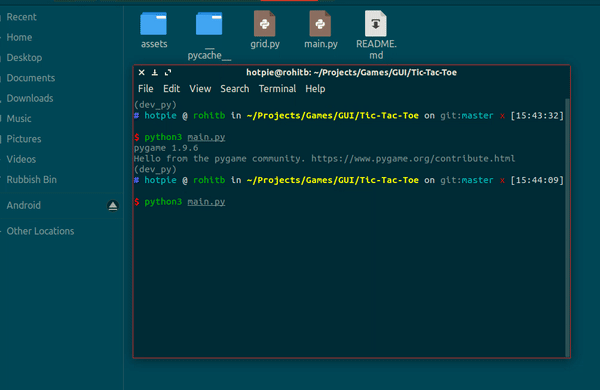 Recent
Home
Desktop
Documents
Downloads
Music
Pictures
Videos
Rubbish Bin
Android
Other Locations
assets
__pycache__
grid.py
main.py
README.md
hotpie@rohitb: ~/Projects/Games/GUI/Tic-Tac-Toe
File Edit View Search Terminal Help
(dev_py)
# hotpie @ rohitb in ~/Projects/Games/GUI/Tic-Tac-Toe on git:master x [15:43:32]
$ python3 main.py
pygame 1.9.6
Hello from the pygame community. https://www.pygame.org/contribute.html
(dev_py)
# hotpie @ rohitb in ~/Projects/Games/GUI/Tic-Tac-Toe on git:master x [15:44:09]
$ python3 main.py